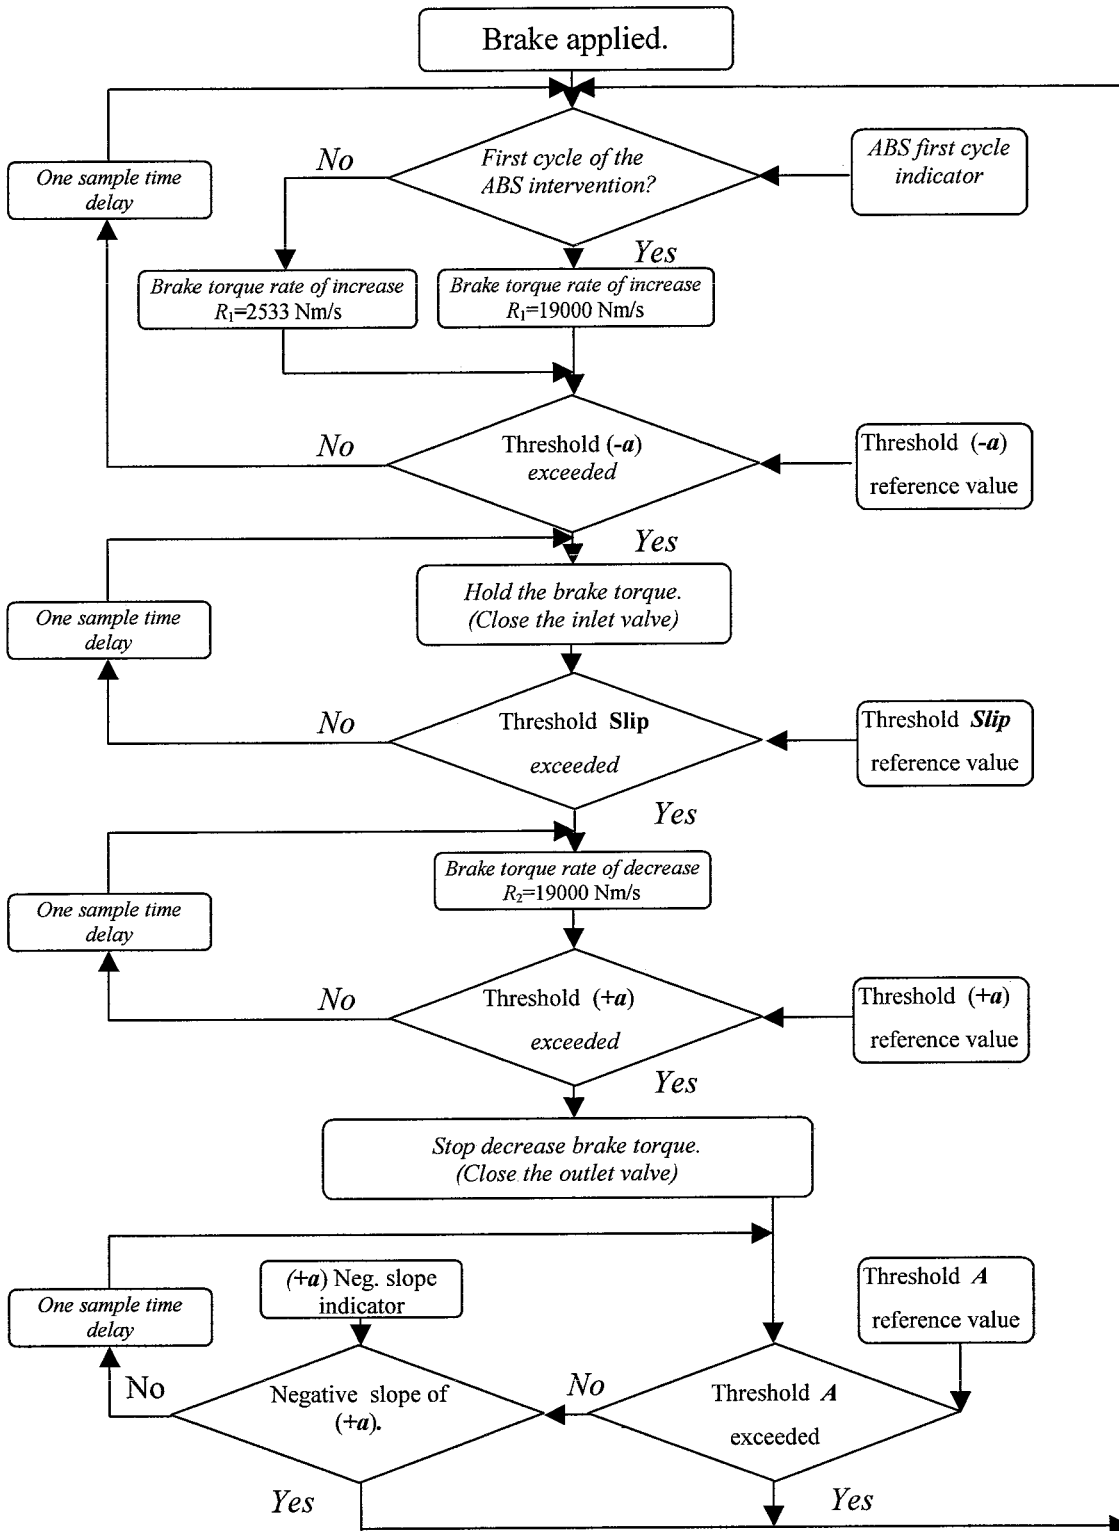 Brake applied.
First cycle of the
ABS intervention?
No
ABS first cycle
indicator
One sample time
delay
Yes
Brake torque rate of increase
R1=2533 Nm/s
Brake torque rate of increase
R1=19000 Nm/s
Threshold (-a)
exceeded
No
Threshold (-a)
reference value
Yes
Hold the brake torque.
(Close the inlet valve)
One sample time
delay
Threshold Slip
exceeded
No
Threshold Slip
reference value
Yes
Brake torque rate of decrease
R2=19000 Nm/s
One sample time
delay
Threshold (+a)
exceeded
No
Threshold (+a)
reference value
Yes
Stop decrease brake torque.
(Close the outlet valve)
(+a) Neg. slope
indicator
Threshold A
reference value
One sample time
delay
No
Negative slope of
(+a).
No
Threshold A
exceeded
Yes
Yes